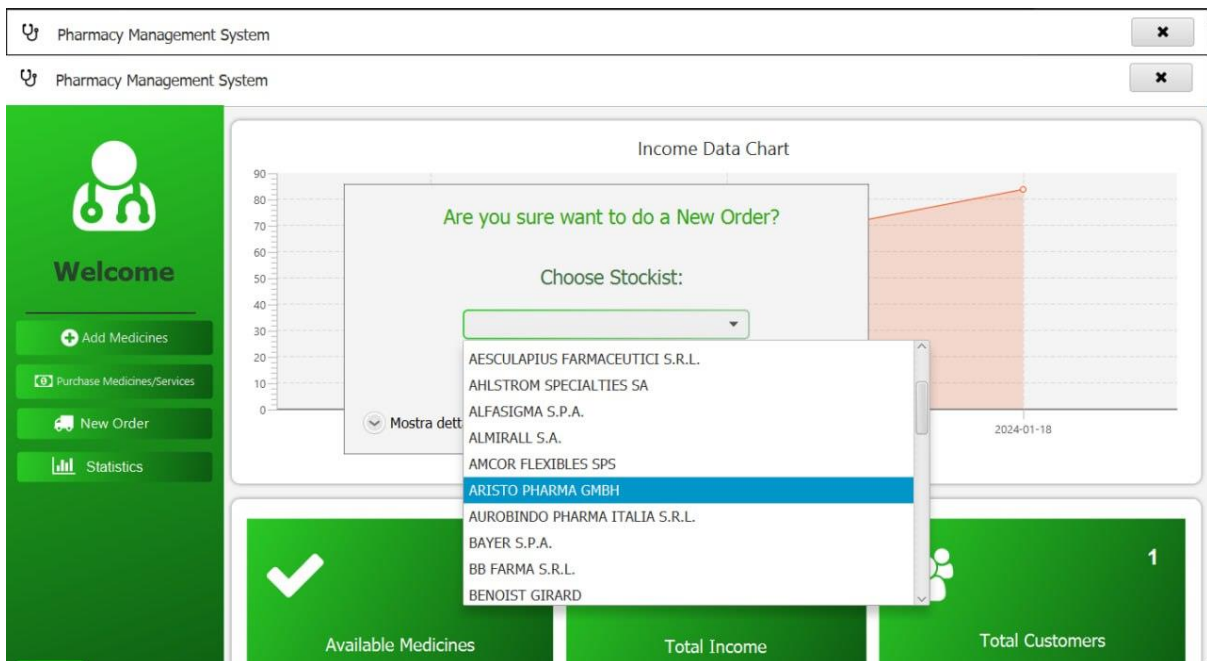 Pharmacy Management System
Pharmacy Management System
Welcome
Add Medicines
Purchase Medicines/Services
New Order
Statistics
Income Data Chart
90
80
70
60
50
40
30
20
10
0
2024-01-18
Are you sure want to do a New Order?
Choose Stockist:
Mostra dett
AESCULAPIUS FARMACEUTICI S.R.L.
AHLSTROM SPECIALTIES SA
ALFASIGMA S.P.A.
ALMIRALL S.A.
AMCOR FLEXIBLES SPS
ARISTO PHARMA GMBH
AUROBINDO PHARMA ITALIA S.R.L.
BAYER S.P.A.
BB FARMA S.R.L.
BENOIST GIRARD
Available Medicines
Total Income
1
Total Customers